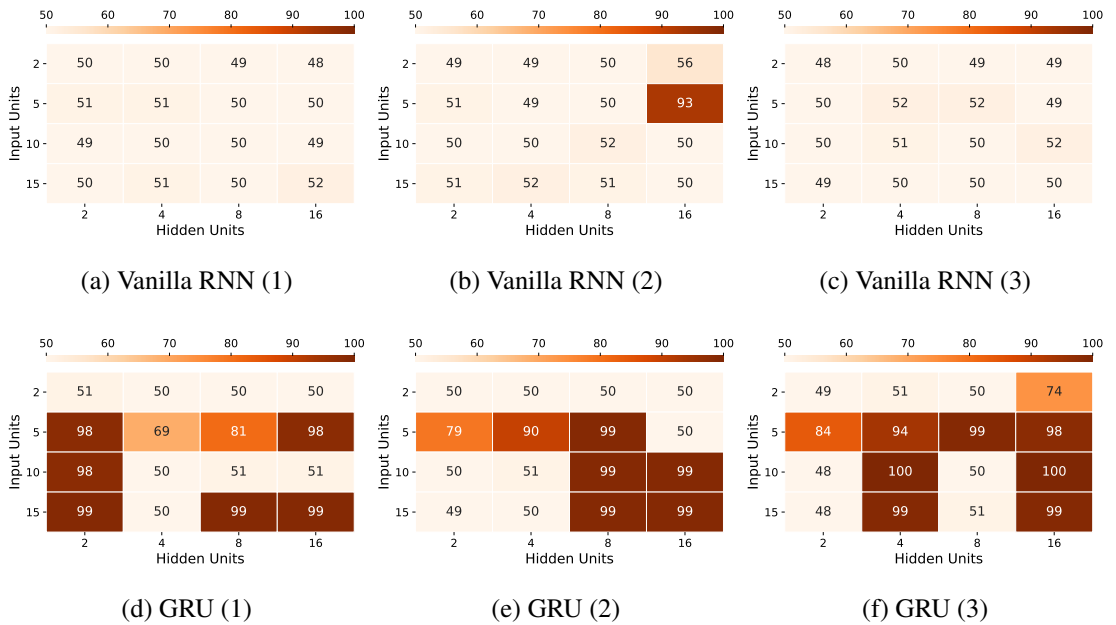 50 60 70 80 90 100
2 50 50 49 48
5 51 51 50 50
10 49 50 50 49
15 50 51 50 52
2 4 8 16
Input Units
Hidden Units
(a) Vanilla RNN (1)
50 60 70 80 90 100
2 49 49 50 56
5 51 49 50 93
10 50 50 52 50
15 51 52 51 50
2 4 8 16
Input Units
Hidden Units
(b) Vanilla RNN (2)
50 60 70 80 90 100
2 48 50 49 49
5 50 52 52 49
10 50 51 50 52
15 49 50 50 50
2 4 8 16
Input Units
Hidden Units
(c) Vanilla RNN (3)
50 60 70 80 90 100
2 51 50 50 50
5 98 69 81 98
10 98 50 51 51
15 99 50 99 99
2 4 8 16
Input Units
Hidden Units
(d) GRU (1)
50 60 70 80 90 100
2 50 50 50 50
5 79 90 99 50
10 50 51 99 99
15 49 50 99 99
2 4 8 16
Input Units
Hidden Units
(e) GRU (2)
50 60 70 80 90 100
2 49 51 50 74
5 84 94 99 98
10 48 100 50 100
15 48 99 51 99
2 4 8 16
Input Units
Hidden Units
(f) GRU (3)